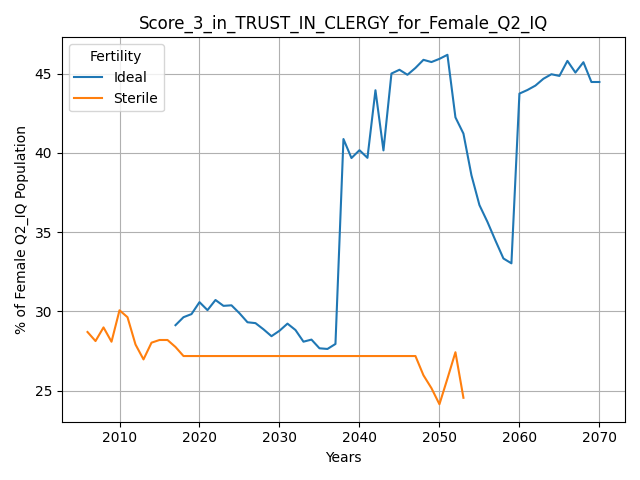 Score_3_in_TRUST_IN_CLERGY_for_Female_Q2_IQ
Fertility
Ideal
Sterile
% of Female Q2_IQ Population
45
40
35
30
25
2010 2020 2030 2040 2050 2060 2070
Years